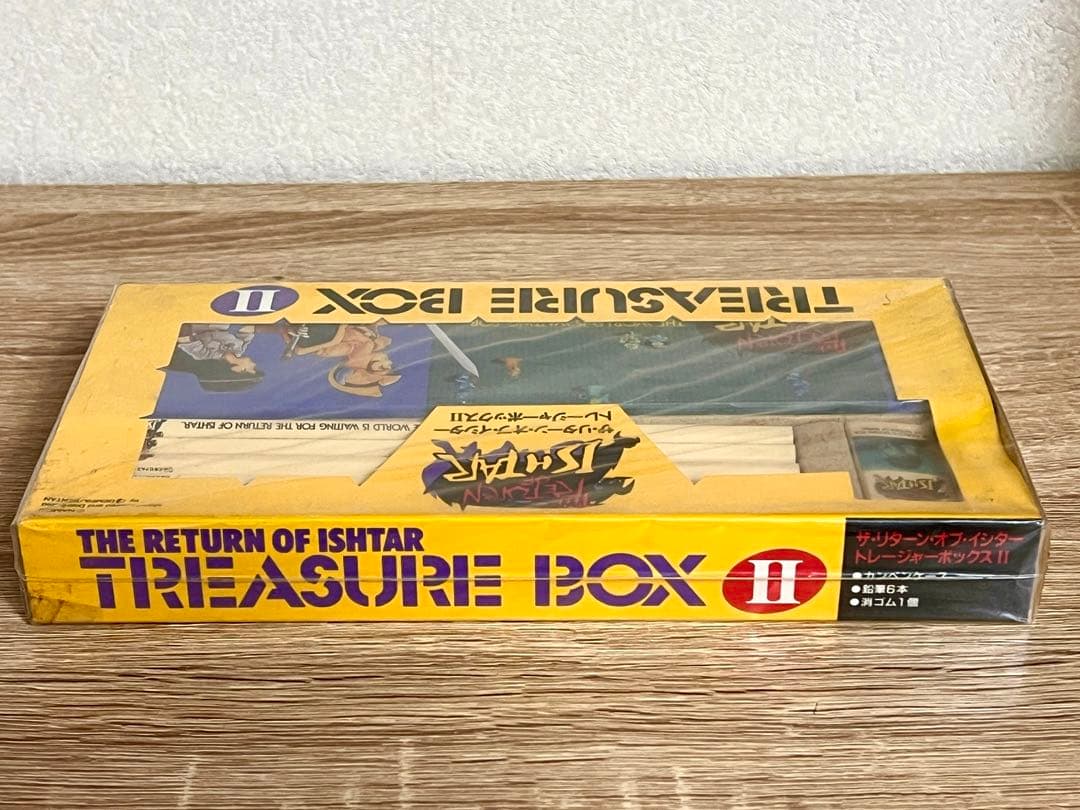 TREASURE BOX II
THE RETURN OF
ISHTAR
ザ・リターン・オブ・イシター
トレージャーボックスII
WORLD IS WAITING FOR THE RETURN OF ISHTAR.
ISHTAR
THE RETURN OF ISHTAR
TREASURE BOX II
ザ・リターン・オブ・イシター
トレージャーボックスII
●カンペンケース
●鉛筆6本
●消ゴム1個